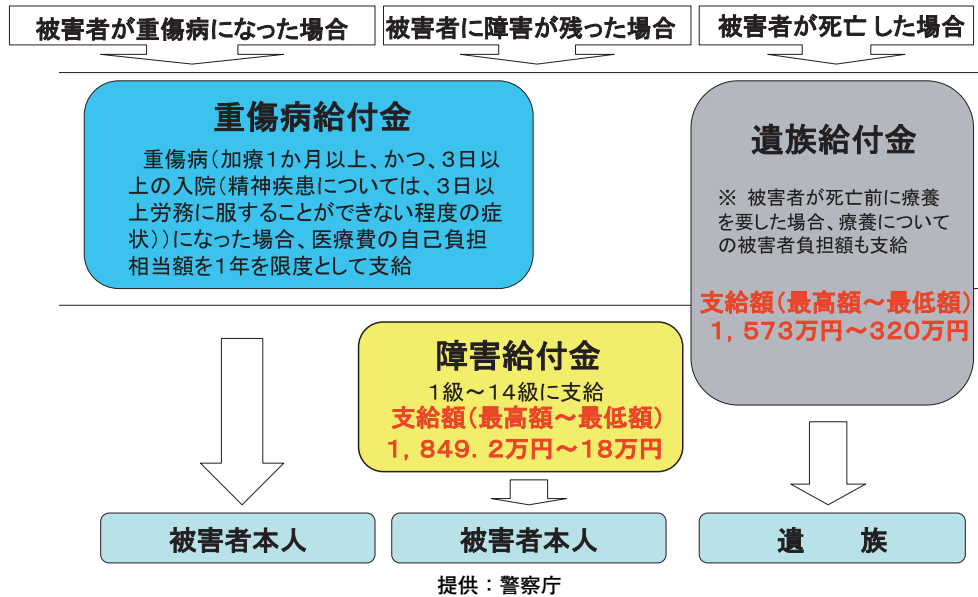 被害者が重傷病になった場合
被害者に障害が残った場合
被害者が死亡した場合
重傷病給付金
重傷病(加療1か月以上、かつ、3日以
上の入院(精神疾患については、3日以
上労務に服することができない程度の症
状))になった場合、医療費の自己負担
相当額を1年を限度として支給
遺族給付金
※ 被害者が死亡前に療養
を要した場合、療養について
の被害者負担額も支給
支給額(最高額~最低額)
1,573万円~320万円
障害給付金
1級~14級に支給
支給額(最高額~最低額)
1,849.2万円~18万円
被害者本人
被害者本人
遺 族
提供:警察庁